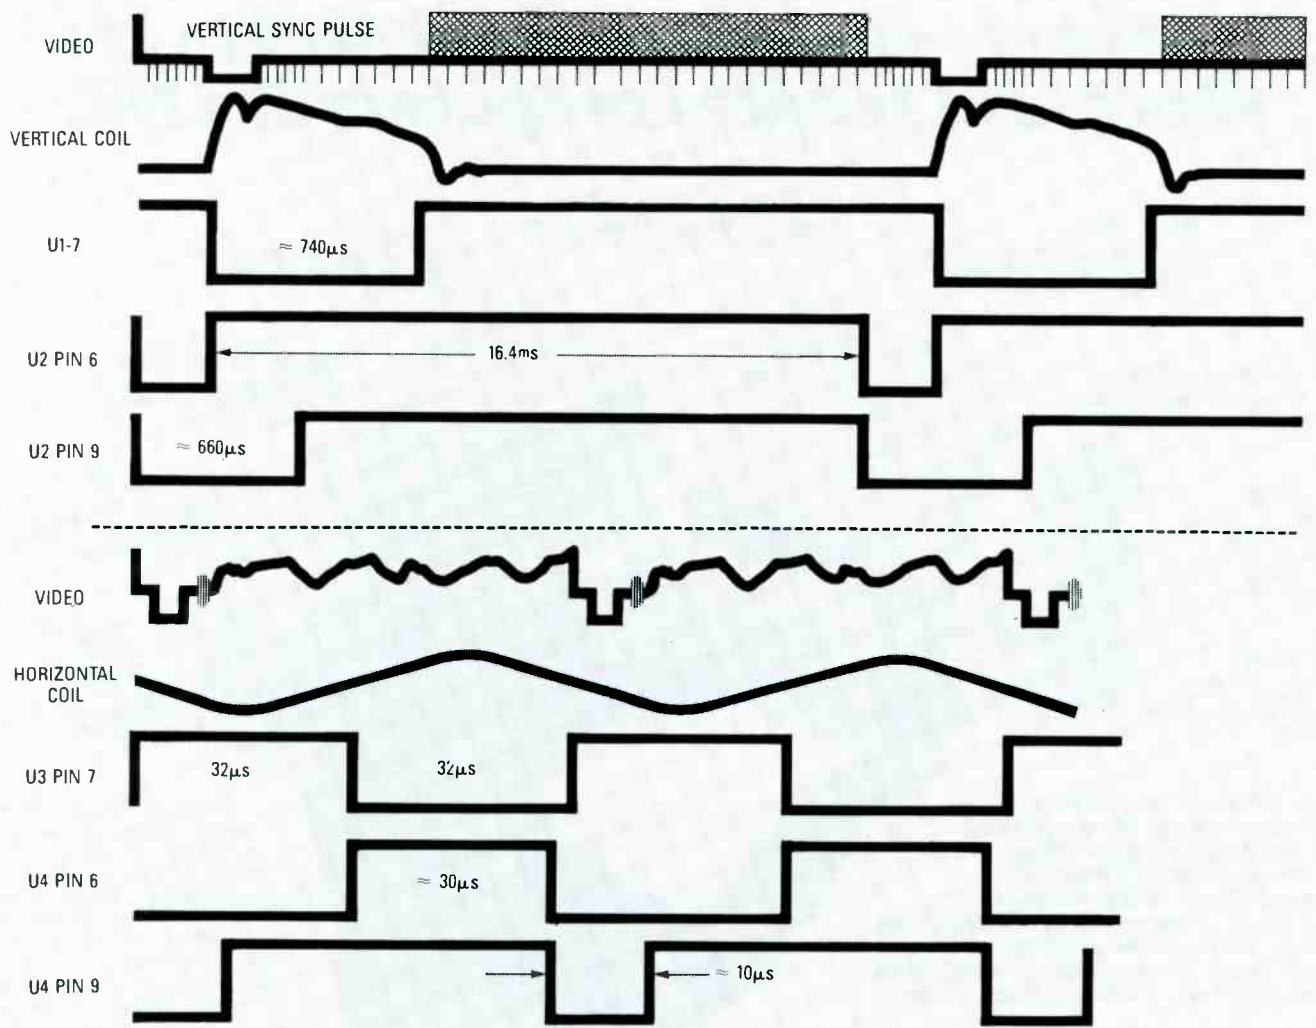 VERTICAL SYNC PULSE
VIDEO
VERTICAL COIL
U1-7
≈ 740μs
U2 PIN 6
16.4ms
U2 PIN 9
≈ 660μs
VIDEO
HORIZONTAL
COIL
U3 PIN 7
32μs
32μs
U4 PIN 6
≈ 30μs
U4 PIN 9
≈ 10μs